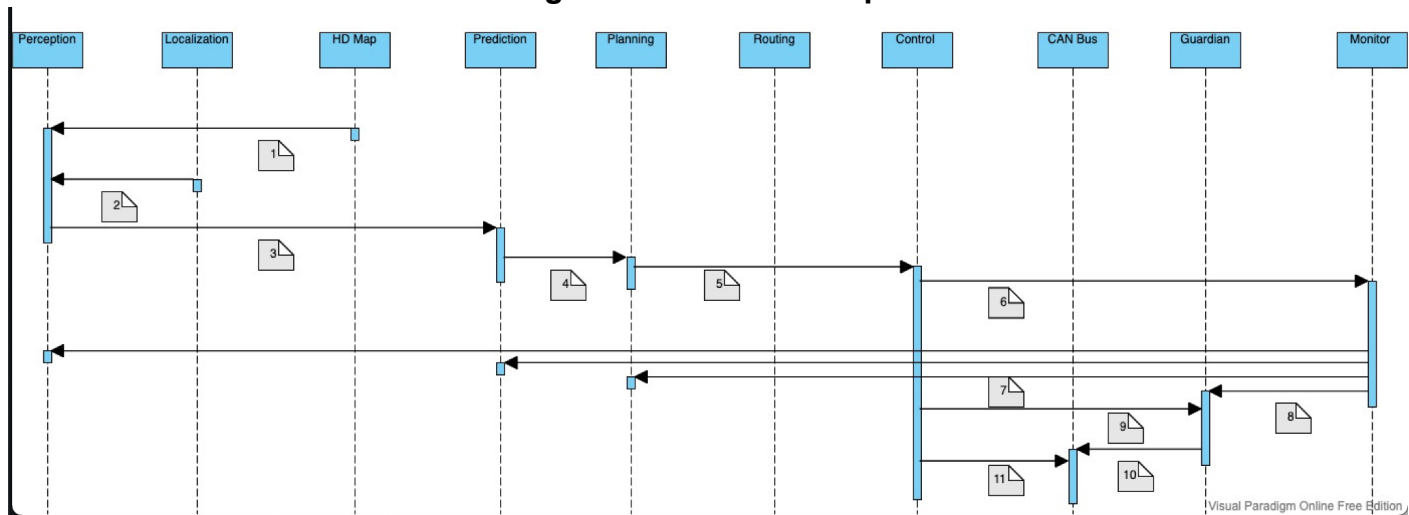 Perception
Localization
HD Map
Prediction
Planning
Routing
Control
CAN Bus
Guardian
Monitor
1
2
3
4
5
6
7
8
9
10
11
Visual Paradigm Online Free Edition